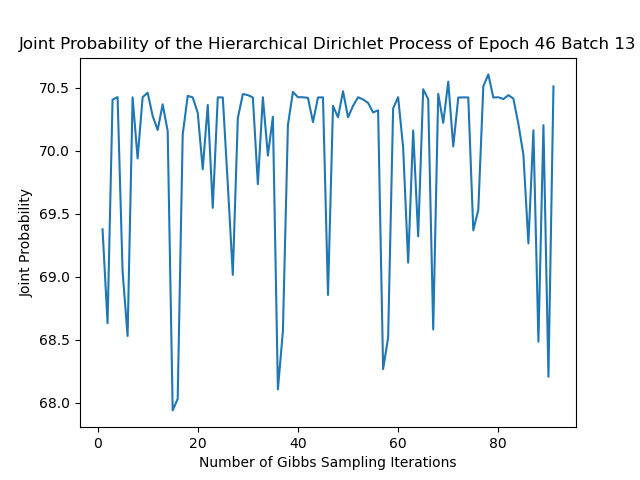 Joint Probability of the Hierarchical Dirichlet Process of Epoch 46 Batch 13
70.5
70.0
69.5
69.0
68.5
68.0
Joint Probability
0 20 40 60 80
Number of Gibbs Sampling Iterations